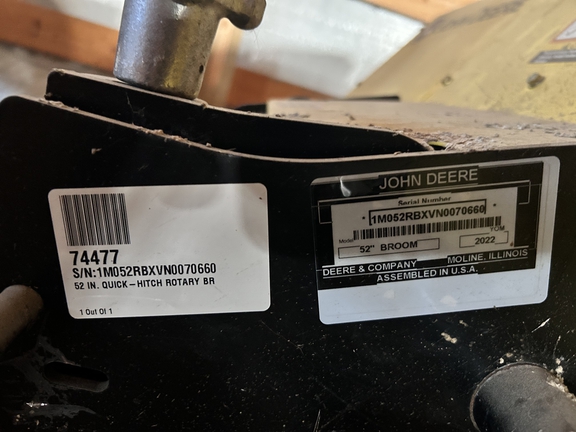 74477
S/N:1M052RBXVN0070660
52 IN. QUICK-HITCH ROTARY BR
1 Out Of 1
JOHN DEERE
Serial Number
*1M052RBXVN0070660*
Model
YOM
52" BROOM
2022
DEERE & COMPANY MOLINE, ILLINOIS
ASSEMBLED IN U.S.A.